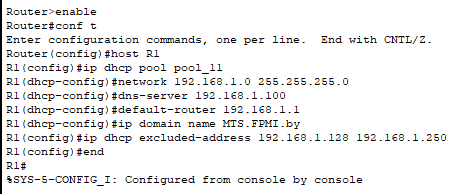 Router>enable
Router#conf t
Enter configuration commands, one per line.  End with CNTL/Z.
Router(config)#host R1
R1(config)#ip dhcp pool pool_11
R1(dhcp-config)#network 192.168.1.0 255.255.255.0
R1(dhcp-config)#dns-server 192.168.1.100
R1(dhcp-config)#default-router 192.168.1.1
R1(dhcp-config)#ip domain name MTS.FPMI.by
R1(config)#ip dhcp excluded-address 192.168.1.128 192.168.1.250
R1(config)#end
R1#
%SYS-5-CONFIG_I: Configured from console by console